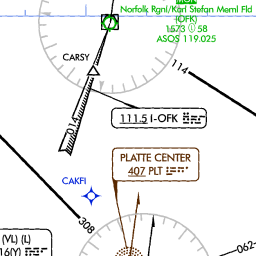 Norfolk Rgnl/Karl Stefan Meml Fld
(OFK)
1573 58
ASOS 119.025
CARSY
114
014
111.5 I-OFK
PLATTE CENTER
407 PLT
CAKFI
308
(VL) (L)
062